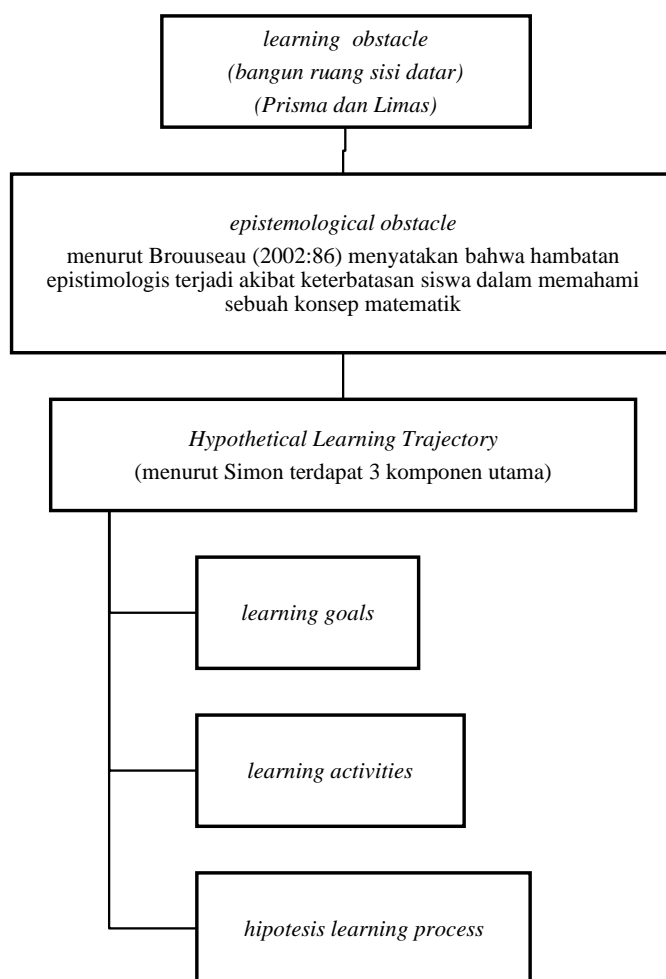 learning obstacle
(bangun ruang sisi datar)
(Prisma dan Limas)
epistemological obstacle
menurut Brouuseau (2002:86) menyatakan bahwa hambatan
epistimologis terjadi akibat keterbatasan siswa dalam memahami
sebuah konsep matematik
Hypothetical Learning Trajectory
(menurut Simon terdapat 3 komponen utama)
learning goals
learning activities
hipotesis learning process